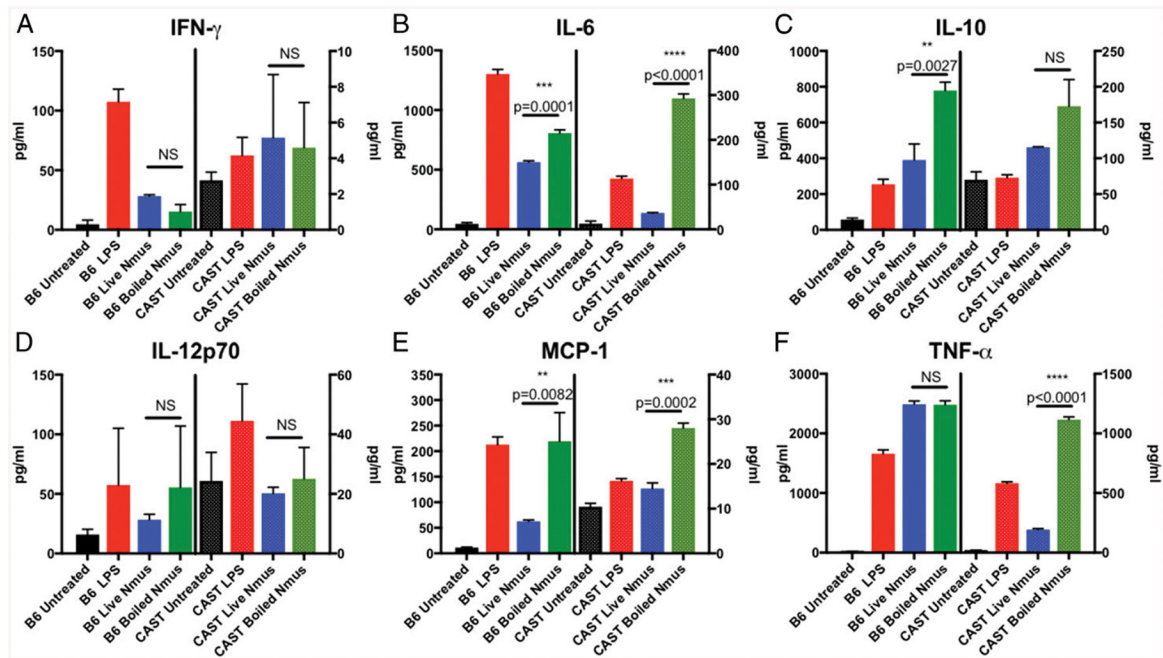 A
IFN-γ
150
100
50
0
pg/ml
NS
NS
10
8
6
4
2
0
pg/ml
B6 Untreated
B6 LPS
B6 Live Nmus
B6 Boiled Nmus
CAST Untreated
CAST LPS
CAST Live Nmus
CAST Boiled Nmus
B
IL-6
1500
1000
500
0
pg/ml
***
p=0.0001
****
p<0.0001
400
300
200
100
0
pg/ml
B6 Untreated
B6 LPS
B6 Live Nmus
B6 Boiled Nmus
CAST Untreated
CAST LPS
CAST Live Nmus
CAST Boiled Nmus
C
IL-10
1000
800
600
400
200
0
pg/ml
**
p=0.0027
NS
250
200
150
100
50
0
pg/ml
B6 Untreated
B6 LPS
B6 Live Nmus
B6 Boiled Nmus
CAST Untreated
CAST LPS
CAST Live Nmus
CAST Boiled Nmus
D
IL-12p70
150
100
50
0
pg/ml
NS
NS
60
40
20
0
pg/ml
B6 Untreated
B6 LPS
B6 Live Nmus
B6 Boiled Nmus
CAST Untreated
CAST LPS
CAST Live Nmus
CAST Boiled Nmus
E
MCP-1
350
300
250
200
150
100
50
0
pg/ml
**
p=0.0082
***
p=0.0002
40
30
20
10
0
pg/ml
B6 Untreated
B6 LPS
B6 Live Nmus
B6 Boiled Nmus
CAST Untreated
CAST LPS
CAST Live Nmus
CAST Boiled Nmus
F
TNF-α
3000
2000
1000
0
pg/ml
NS
****
p<0.0001
1500
1000
500
0
pg/ml
B6 Untreated
B6 LPS
B6 Live Nmus
B6 Boiled Nmus
CAST Untreated
CAST LPS
CAST Live Nmus
CAST Boiled Nmus